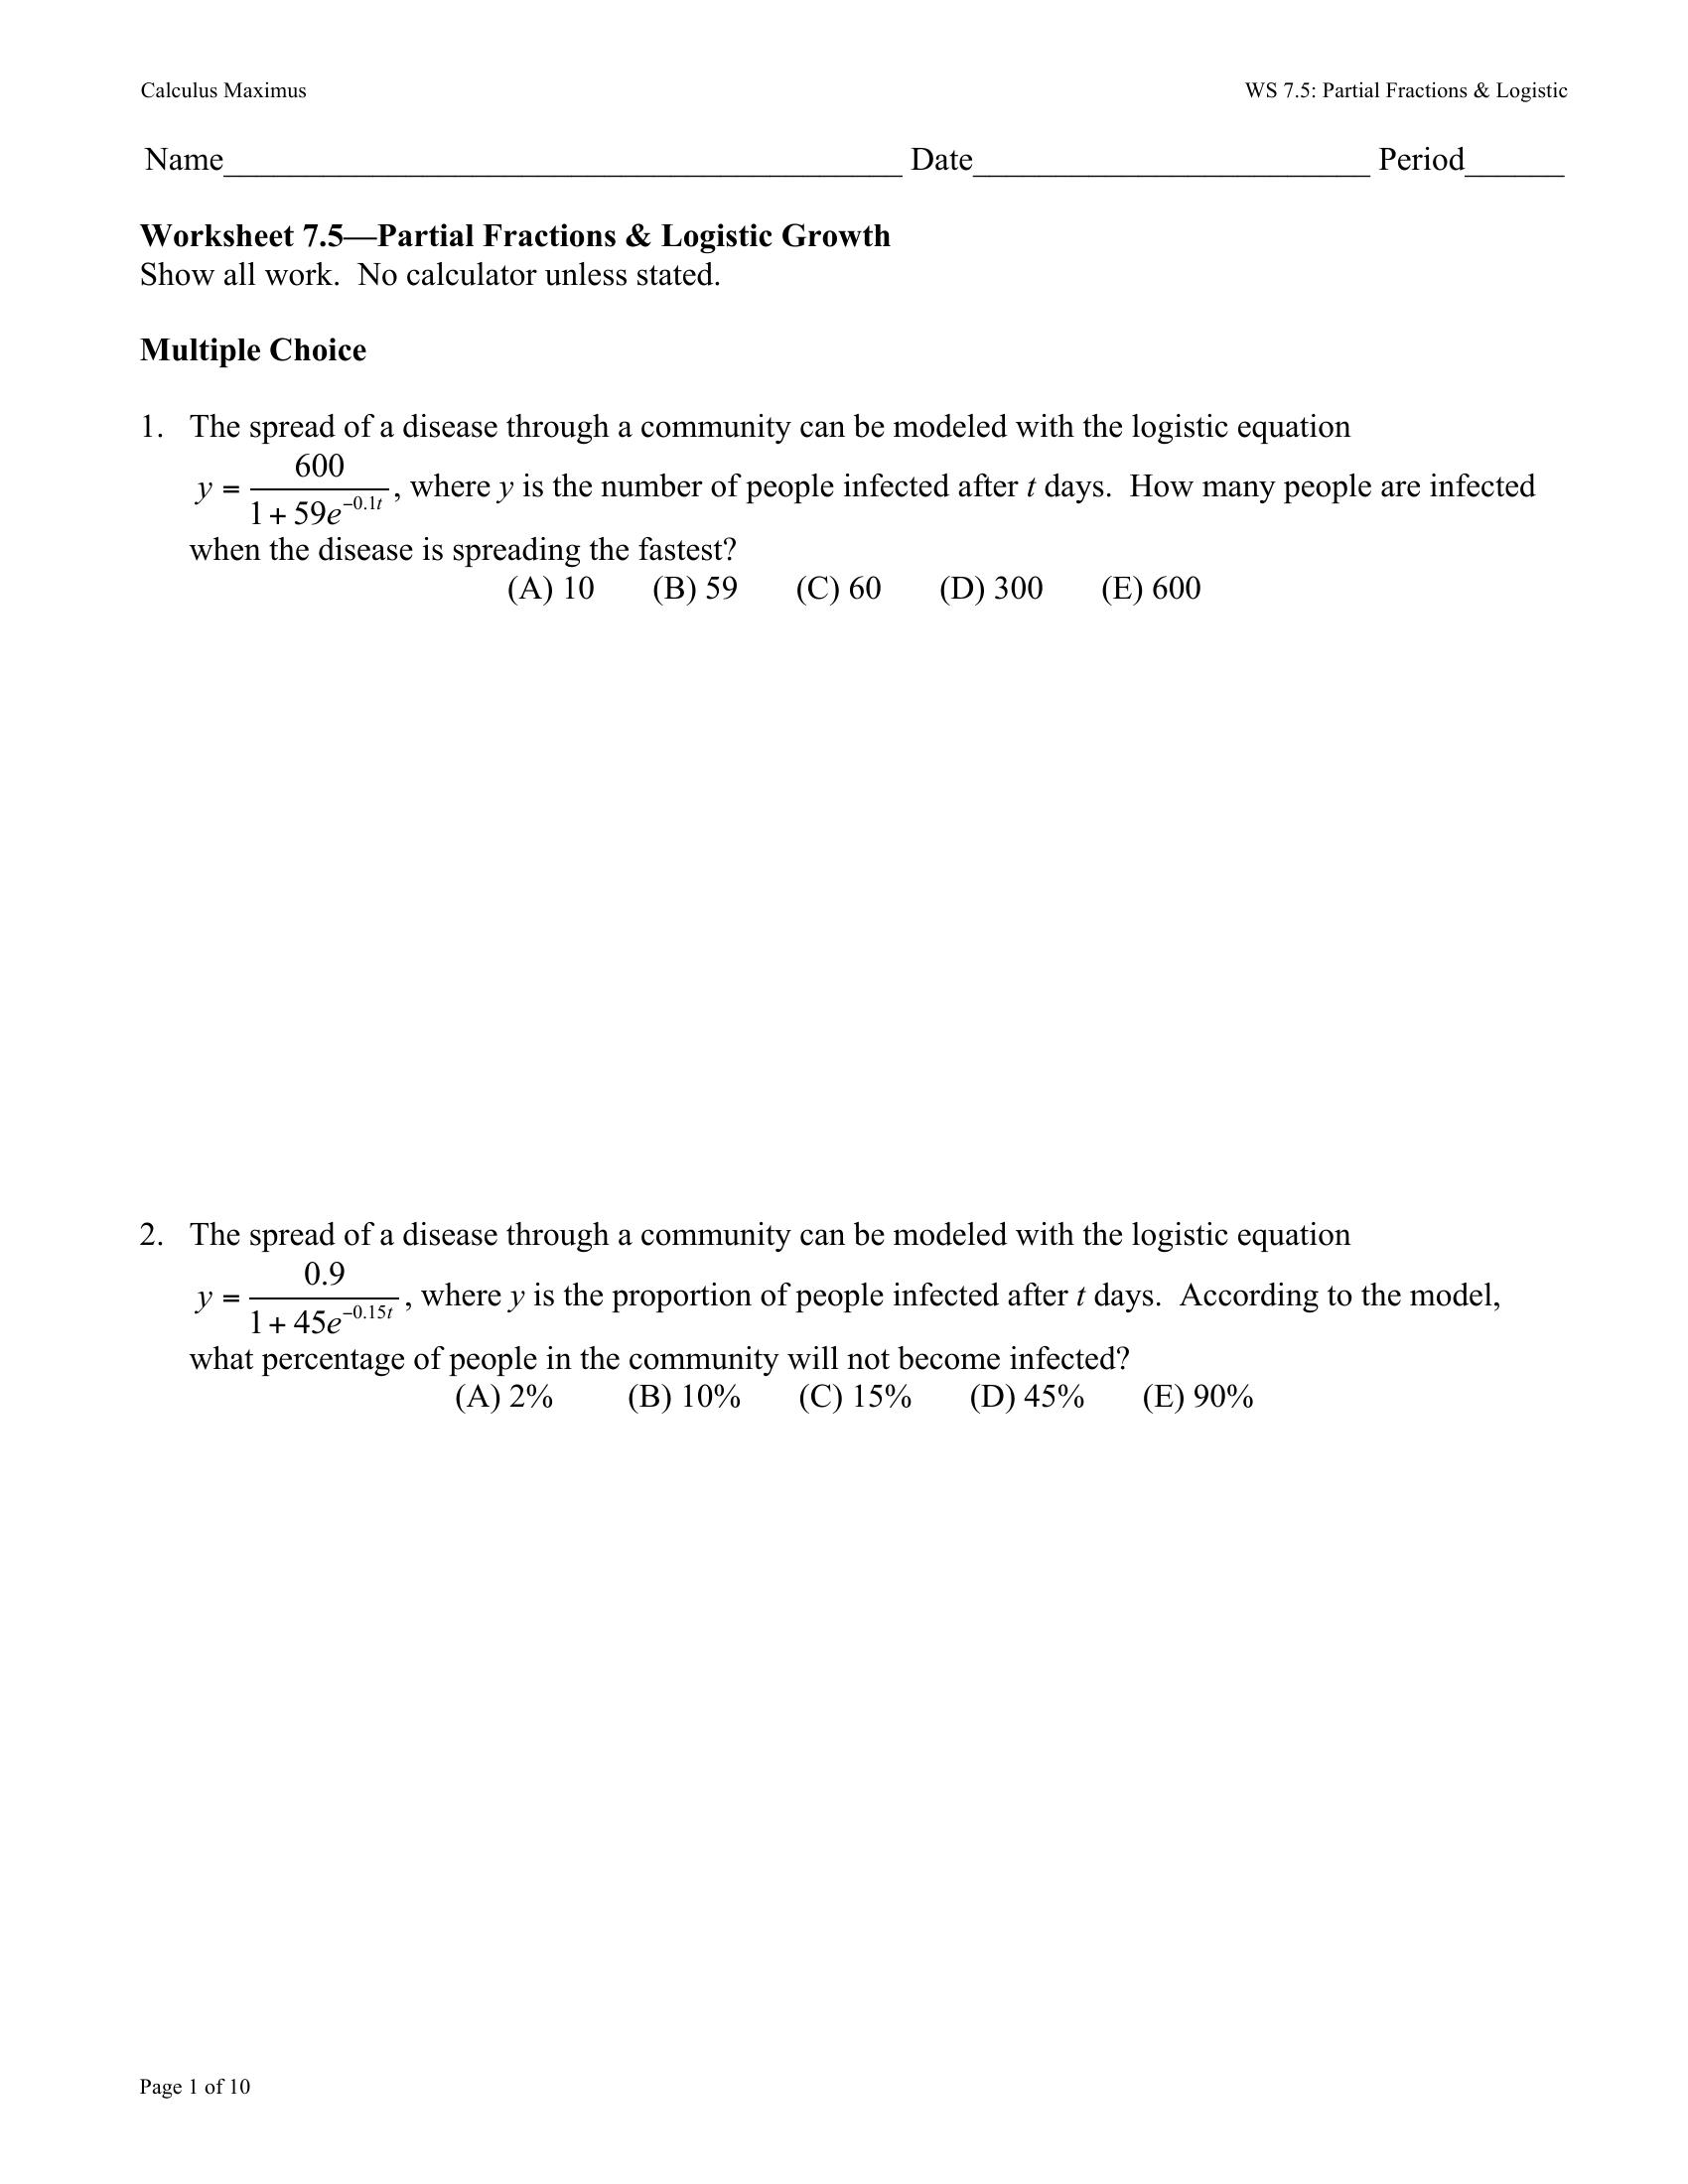 Calculus Maximus WS 7.5: Partial Fractions & Logistic
Name_________________________________________ Date________________________ Period______
Worksheet 7.5—Partial Fractions & Logistic Growth
Show all work. No calculator unless stated.
Multiple Choice
1. The spread of a disease through a community can be modeled with the logistic equation
y = 600 / (1 + 59e^(−0.1t)), where y is the number of people infected after t days. How many people are infected
when the disease is spreading the fastest?
(A) 10 (B) 59 (C) 60 (D) 300 (E) 600
2. The spread of a disease through a community can be modeled with the logistic equation
y = 0.9 / (1 + 45e^(−0.15t)), where y is the proportion of people infected after t days. According to the model,
what percentage of people in the community will not become infected?
(A) 2% (B) 10% (C) 15% (D) 45% (E) 90%
Page 1 of 10